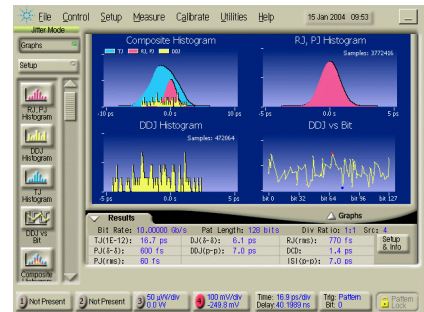 File Control Setup Measure Calibrate Utilities Help 15 Jan 2004 09:53
Jitter Mode
Graphs
Setup
RJ, PJ Histogram
DDJ Histogram
TJ Histogram
DDJ vs Bit
Composite Histogram
Composite Histogram
TJ RJ, PJ DDJ
-10 ps 0.0 s 10 ps
RJ, PJ Histogram
Samples: 3772416
-5 ps 0.0 s 5 ps
DDJ Histogram
Samples: 472064
-5.0 ps 0.0 s 5.0 ps
DDJ vs Bit
bit 0 bit 32 bit 64 bit 96 bit 127
Results
Graphs
Bit Rate: 10.00000 Gb/s Pat Length: 128 bits Div Ratio: 1:1 Src: 4
TJ(1E-12): 16.7 ps DJ(δ-δ): 6.1 ps RJ(rms): 770 fs
PJ(δ-δ): 600 fs DDJ(p-p): 7.0 ps DCD: 1.4 ps
PJ(rms): 60 fs ISI(p-p): 7.0 ps
Setup & Info
1 Not Present
2 Not Present
3 50 µW/div 0.0 W
4 100 mV/div -249.8 mV
Time: 16.9 ps/div Delay: 40.1989 ns
Trig: Pattern Bit: 0
Pattern Lock